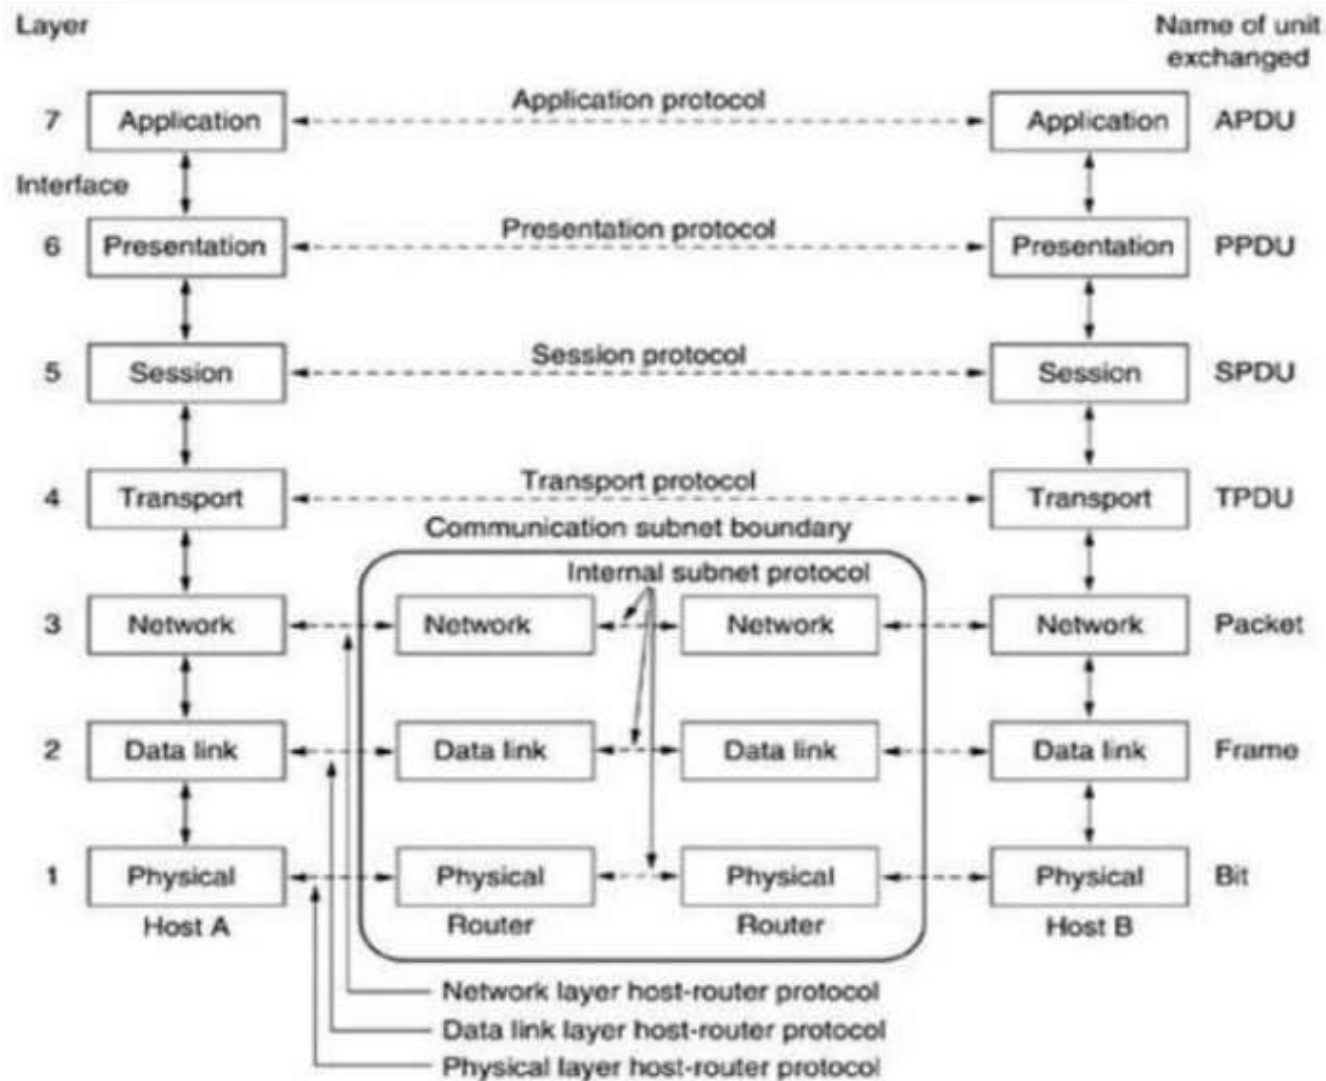 Layer
Name of unit
exchanged
7 Application Application protocol Application APDU
Interface
6 Presentation Presentation protocol Presentation PPDU
5 Session Session protocol Session SPDU
4 Transport Transport protocol Transport TPDU
Communication subnet boundary
Internal subnet protocol
3 Network Network Network Network Packet
2 Data link Data link Data link Data link Frame
1 Physical Physical Physical Physical Bit
Host A Router Router Host B
Network layer host-router protocol
Data link layer host-router protocol
Physical layer host-router protocol